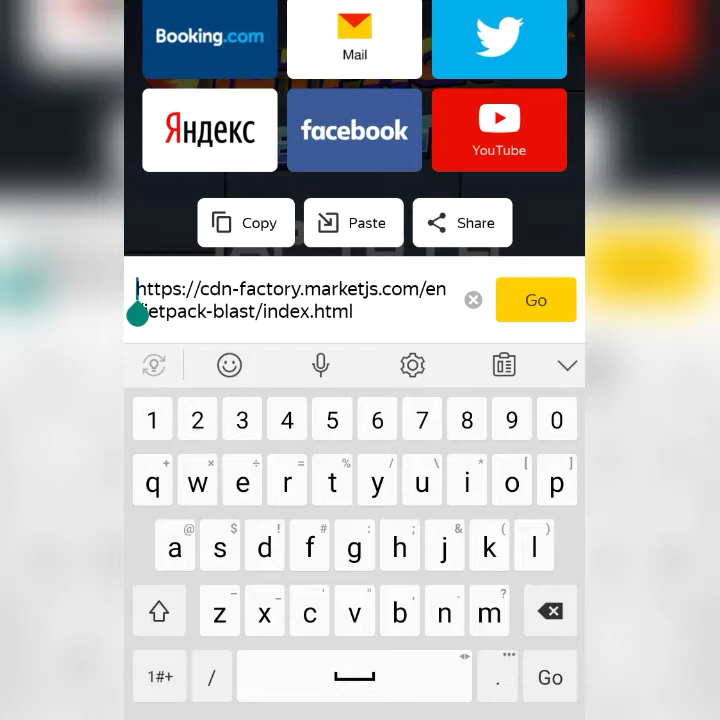 Booking.com
Mail
Яндекс
facebook
YouTube
Copy
Paste
Share
https://cdn-factory.marketjs.com/en
/jetpack-blast/index.html
Go
1 2 3 4 5 6 7 8 9 0
+ × ÷ = % / \ * [ ]
q w e r t y u i o p
@ $ ! # : ; & ( )
a s d f g h j k l
– _ ' " , . ?
z x c v b n m
1#+ / . Go